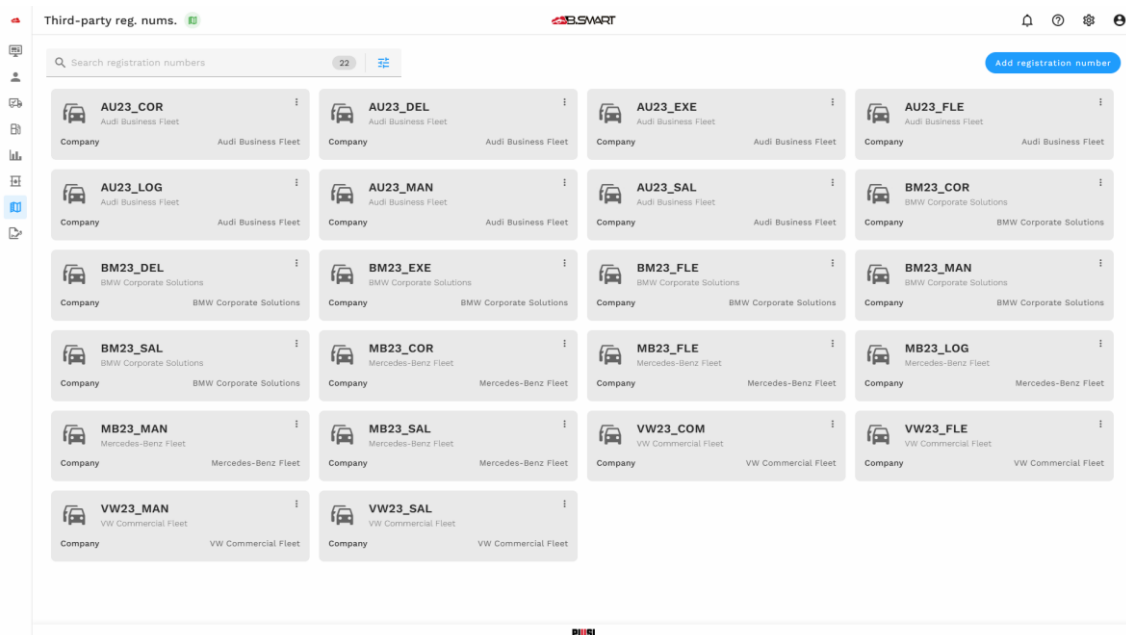 Third-party reg. nums.
B.SMART
Search registration numbers
22
Add registration number
AU23_COR
Audi Business Fleet
Company Audi Business Fleet
AU23_DEL
Audi Business Fleet
Company Audi Business Fleet
AU23_EXE
Audi Business Fleet
Company Audi Business Fleet
AU23_FLE
Audi Business Fleet
Company Audi Business Fleet
AU23_LOG
Audi Business Fleet
Company Audi Business Fleet
AU23_MAN
Audi Business Fleet
Company Audi Business Fleet
AU23_SAL
Audi Business Fleet
Company Audi Business Fleet
BM23_COR
BMW Corporate Solutions
Company BMW Corporate Solutions
BM23_DEL
BMW Corporate Solutions
Company BMW Corporate Solutions
BM23_EXE
BMW Corporate Solutions
Company BMW Corporate Solutions
BM23_FLE
BMW Corporate Solutions
Company BMW Corporate Solutions
BM23_MAN
BMW Corporate Solutions
Company BMW Corporate Solutions
BM23_SAL
BMW Corporate Solutions
Company BMW Corporate Solutions
MB23_COR
Mercedes-Benz Fleet
Company Mercedes-Benz Fleet
MB23_FLE
Mercedes-Benz Fleet
Company Mercedes-Benz Fleet
MB23_LOG
Mercedes-Benz Fleet
Company Mercedes-Benz Fleet
MB23_MAN
Mercedes-Benz Fleet
Company Mercedes-Benz Fleet
MB23_SAL
Mercedes-Benz Fleet
Company Mercedes-Benz Fleet
VW23_COM
VW Commercial Fleet
Company VW Commercial Fleet
VW23_FLE
VW Commercial Fleet
Company VW Commercial Fleet
VW23_MAN
VW Commercial Fleet
Company VW Commercial Fleet
VW23_SAL
VW Commercial Fleet
Company VW Commercial Fleet
PIUSI